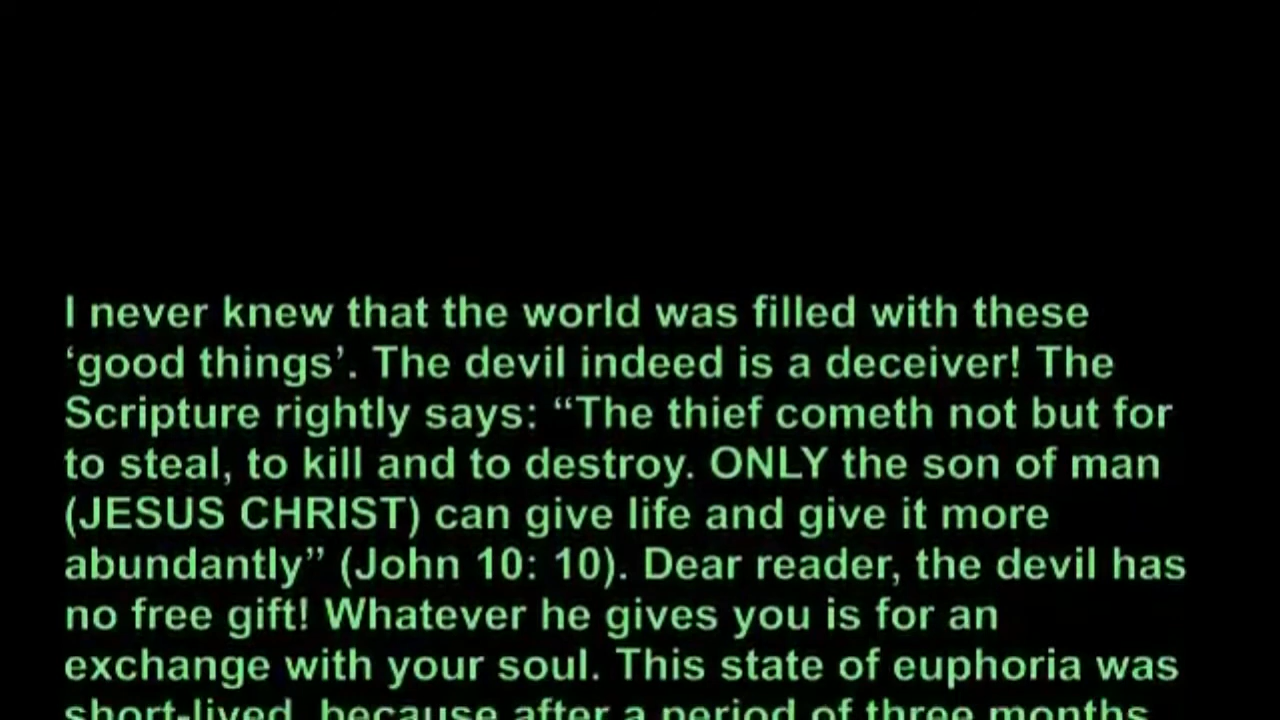 I never knew that the world was filled with these
‘good things’. The devil indeed is a deceiver! The
Scripture rightly says: “The thief cometh not but for
to steal, to kill and to destroy. ONLY the son of man
(JESUS CHRIST) can give life and give it more
abundantly” (John 10: 10). Dear reader, the devil has
no free gift! Whatever he gives you is for an
exchange with your soul. This state of euphoria was
short-lived, because after a period of three months